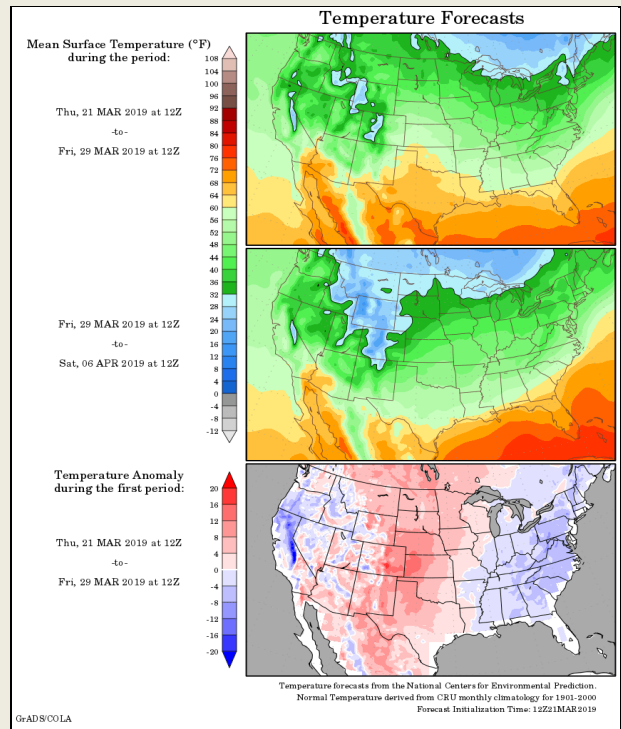 Temperature Forecasts
Mean Surface Temperature (°F)
during the period:
Thu, 21 MAR 2019 at 12Z
-to-
Fri, 29 MAR 2019 at 12Z
108
104
100
96
92
88
84
80
76
72
68
64
60
56
52
48
44
40
36
32
28
24
20
16
12
8
4
0
-4
-8
-12
Fri, 29 MAR 2019 at 12Z
-to-
Sat, 06 APR 2019 at 12Z
Temperature Anomaly
during the first period:
Thu, 21 MAR 2019 at 12Z
-to-
Fri, 29 MAR 2019 at 12Z
20
16
12
8
4
0
-4
-8
-12
-16
-20
Temperature forecasts from the National Centers for Environmental Prediction.
Normal Temperature derived from CRU monthly climatology for 1901-2000
Forecast Initialization Time: 12Z21MAR2019
GrADS/COLA